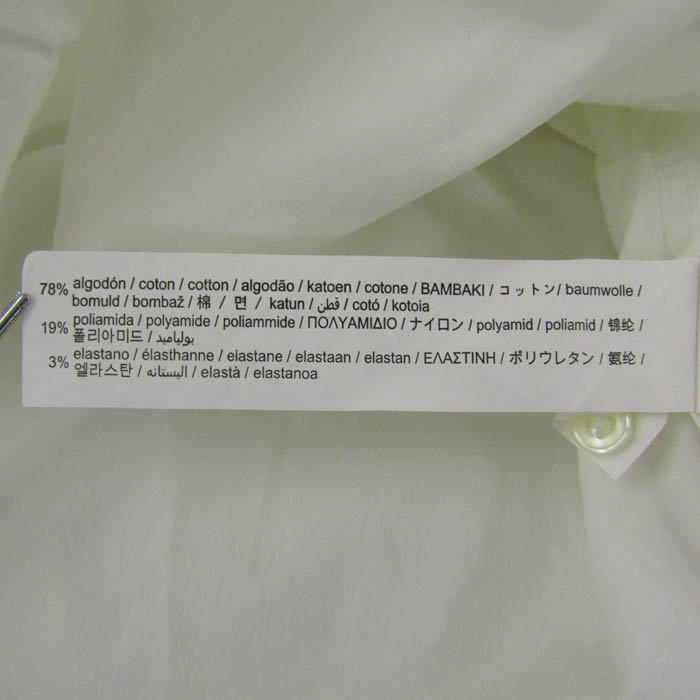 78% algodón / coton / cotton / algodão / katoen / cotone / BAMBAKI / コットン / baumwolle /
bomuld / bombaž / 棉 / 면 / katun / قطن / cotó / kotoia
19% poliamida / polyamide / poliammide / ΠΟΛΥΑΜΙΔΙΟ / ナイロン / polyamid / poliamid / 锦纶 /
폴리아미드 / بولياميد
3% elastano / élasthanne / elastane / elastaan / elastan / ΕΛΑΣΤΙΝΗ / ポリウレタン / 氨纶 /
엘라스탄 / اليستانه / elastà / elastanoa